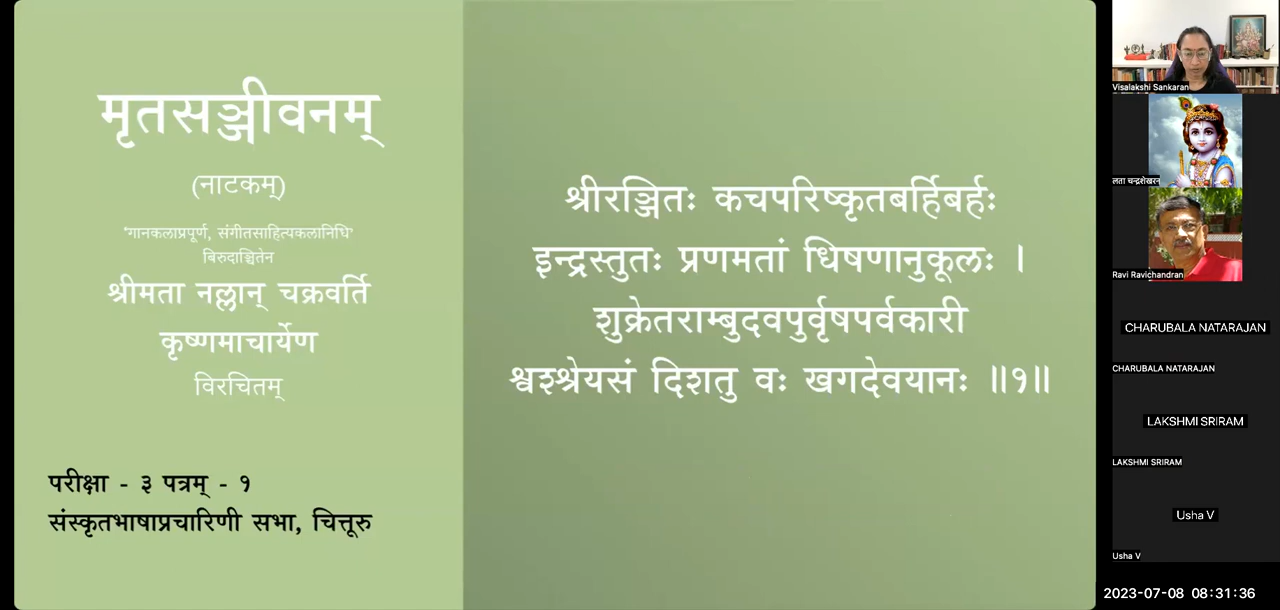 मृतसञ्जीवनम्
(नाटकम्)
'गानकलाप्रपूर्ण, संगीतसाहित्यकलानिधि'
बिरुदाञ्चितेन
श्रीमता नल्लान् चक्रवर्ति
कृष्णमाचार्येण
विरचितम्
परीक्षा - ३ पत्रम् - १
संस्कृतभाषाप्रचारिणी सभा, चित्तूरु
श्रीरञ्जितः कचपरिष्कृतबर्हिबर्हः
इन्द्रस्तुतः प्रणमतां धिषणानुकूलः ।
शुक्रेतराम्बुदवपुर्वृषपर्वकारी
श्वश्श्रेयसं दिशतु वः खगदेवयानः ॥१॥
Visalakshi Sankaran
लता चन्द्रशेखरन
Ravi Ravichandran
CHARUBALA NATARAJAN
CHARUBALA NATARAJAN
LAKSHMI SRIRAM
LAKSHMI SRIRAM
Usha V
Usha V
2023-07-08 08:31:36